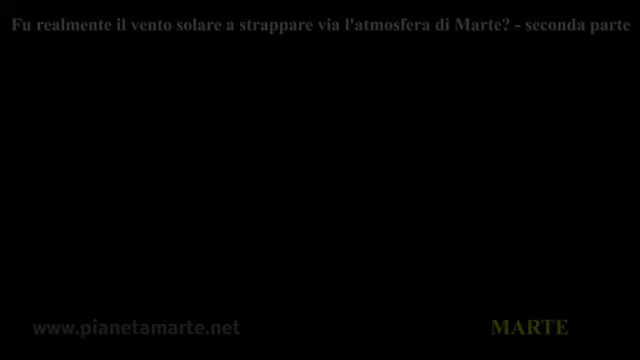 Fu realmente il vento solare a strappare via l'atmosfera di Marte? - seconda parte
www.pianetamarte.net
MARTE